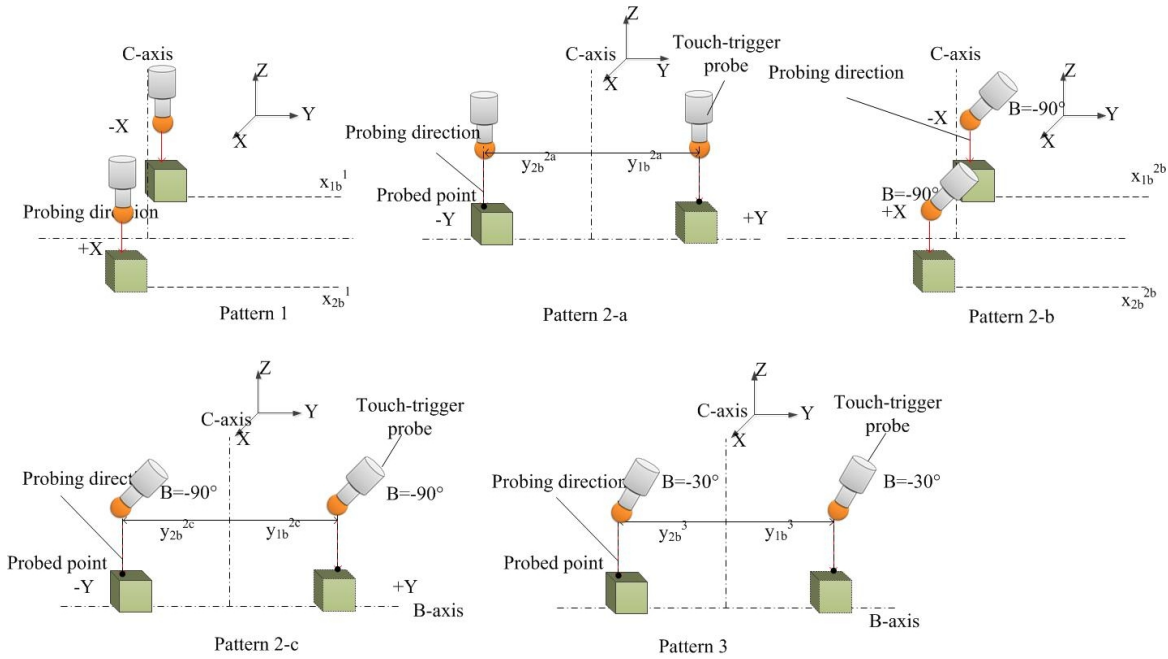 C-axis
Z
Y
X
-X
Probing direction
+X
x1b1
x2b1
Pattern 1
Z
C-axis
Y
X
Touch-trigger
probe
Probing direction
y2b2a
y1b2a
Probed point
-Y
+Y
Pattern 2-a
C-axis
Z
Y
X
Probing direction
-X
B=-90°
B=-90°
+X
x1b2b
x2b2b
Pattern 2-b
Z
C-axis
Y
X
Touch-trigger
probe
Probing direction
B=-90°
B=-90°
y2b2c
y1b2c
Probed point
-Y
+Y
B-axis
Pattern 2-c
Z
C-axis
Y
X
Touch-trigger
probe
Probing direction
B=-30°
B=-30°
y2b3
y1b3
Probed point
B-axis
Pattern 3